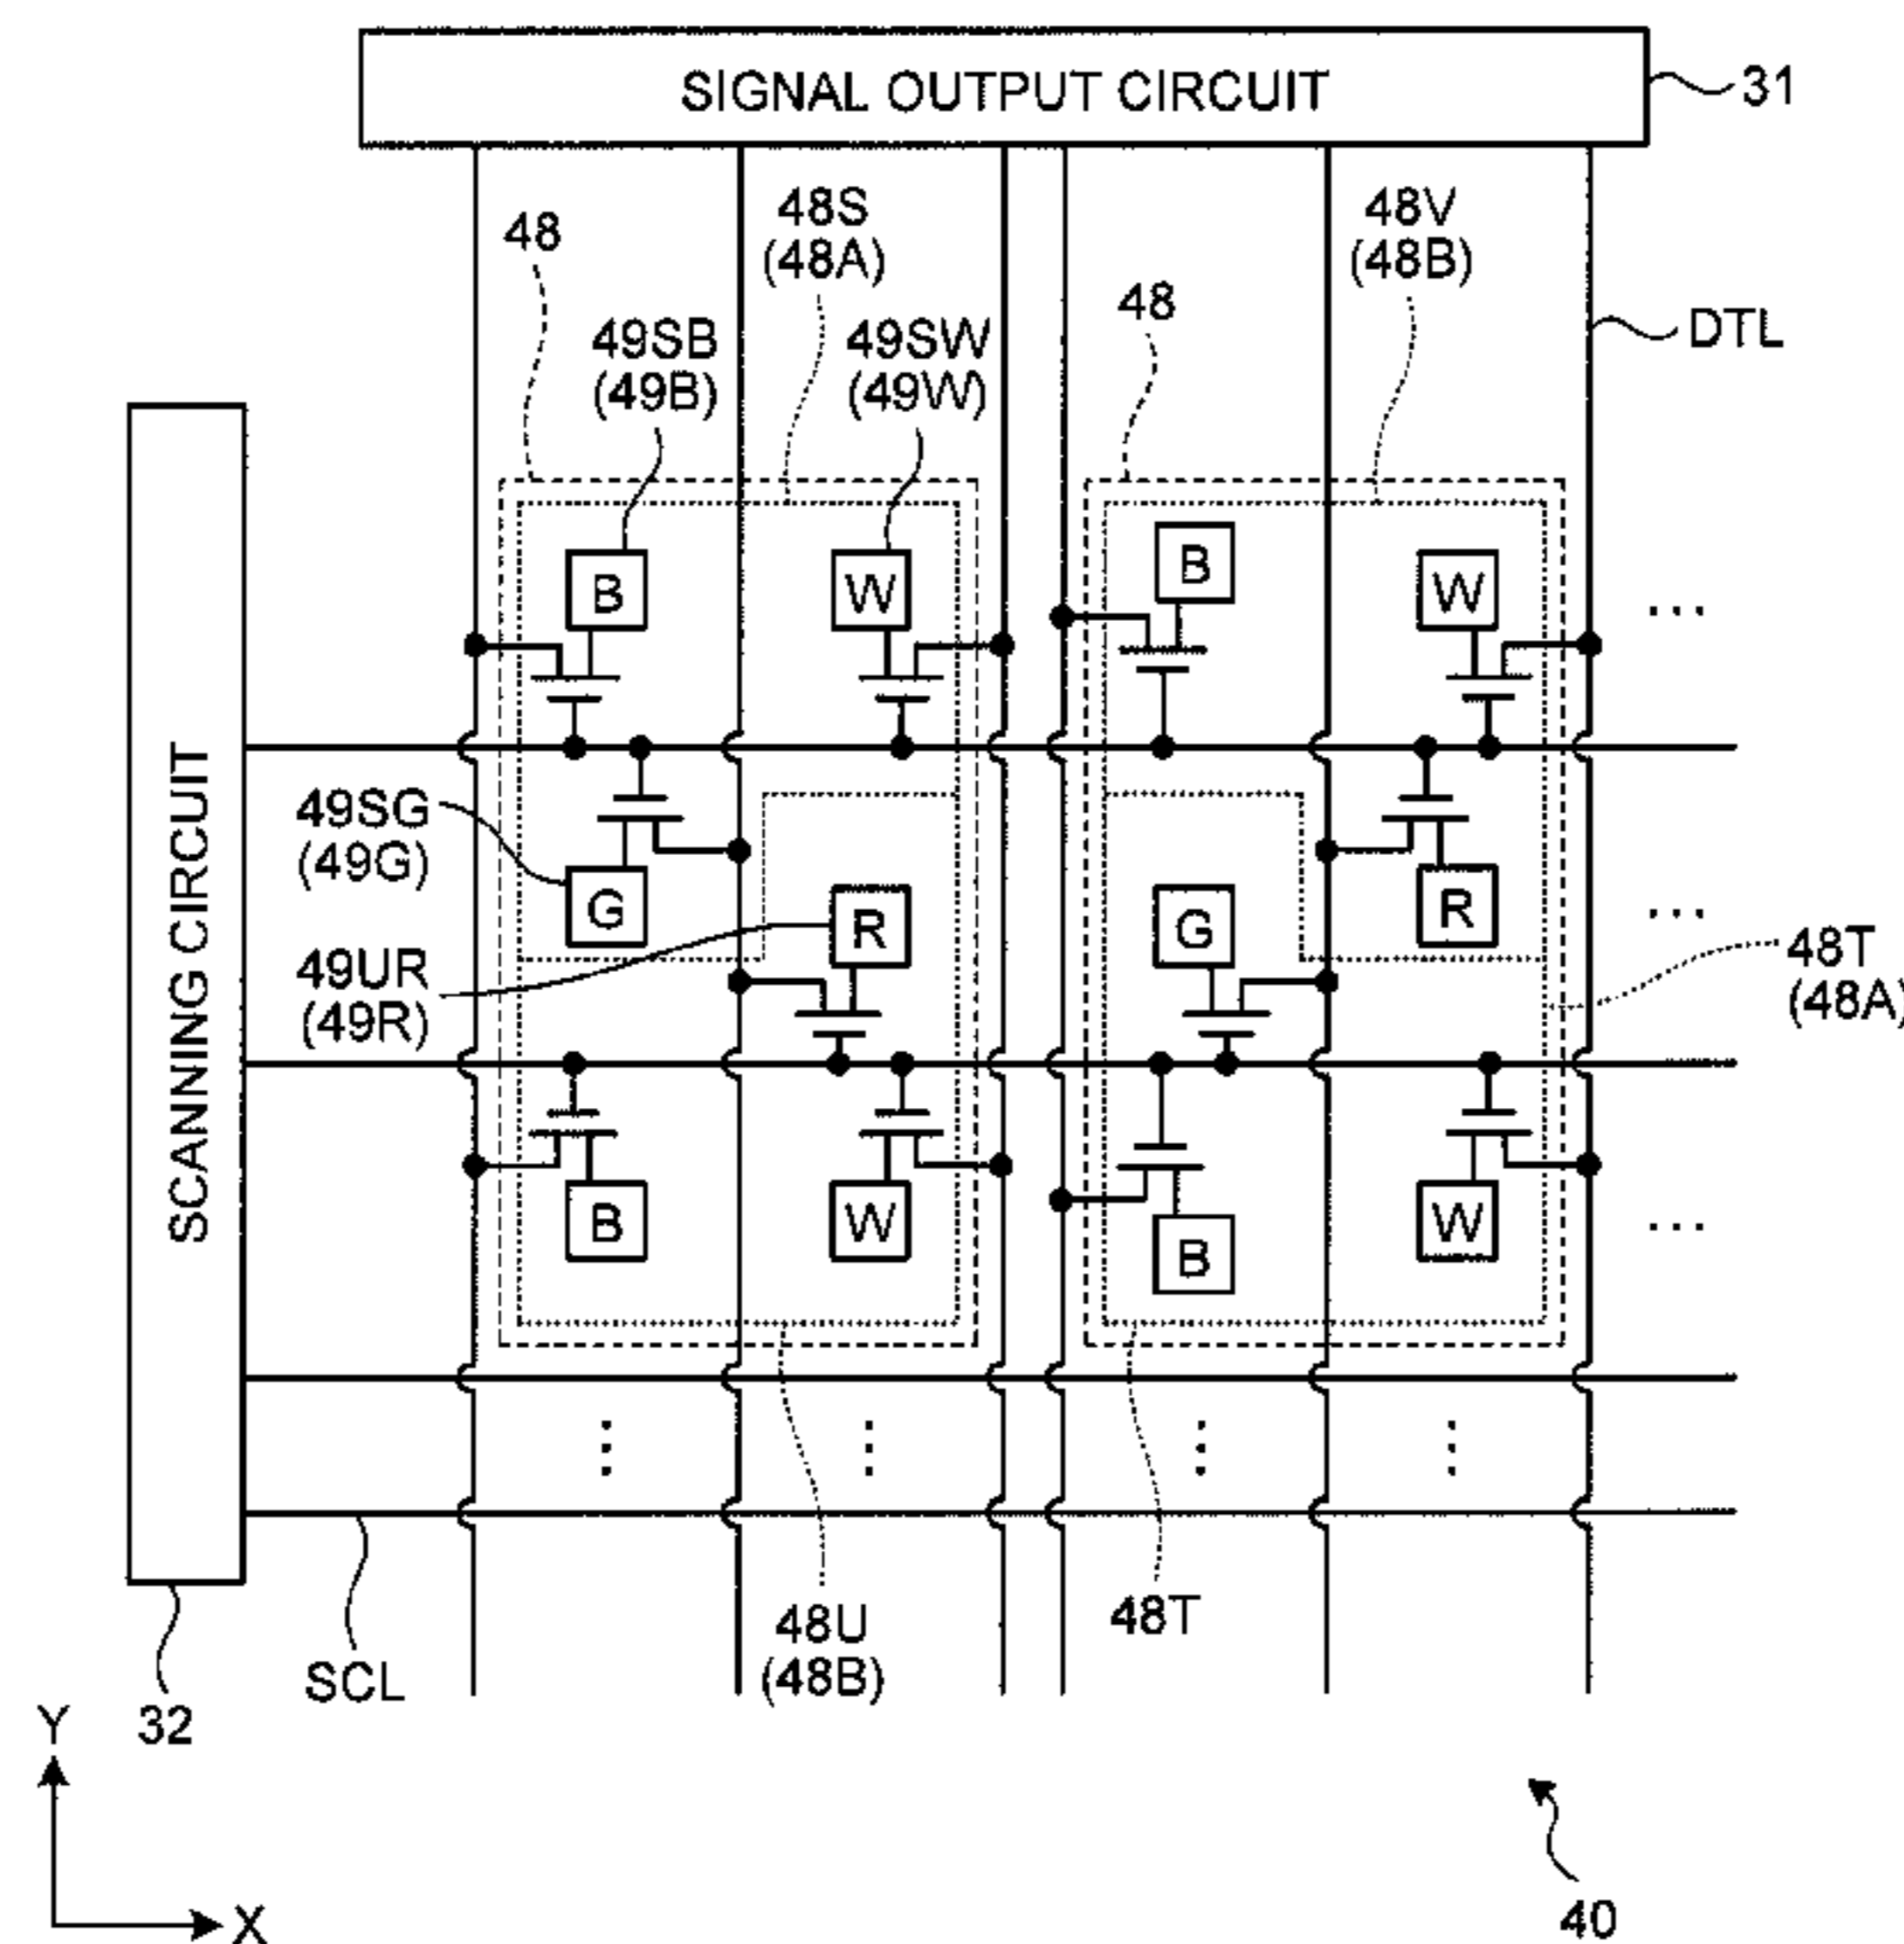 SIGNAL OUTPUT CIRCUIT
31
48
48S
(48A)
48V
(48B)
48
DTL
49SB
(49B)
49SW
(49W)
B
W
B
W
...
SCANNING CIRCUIT
49SG
(49G)
G
R
G
R
...
49UR
(49R)
48T
(48A)
B
W
B
W
...
48U
(48B)
48T
SCL
32
Y
X
40